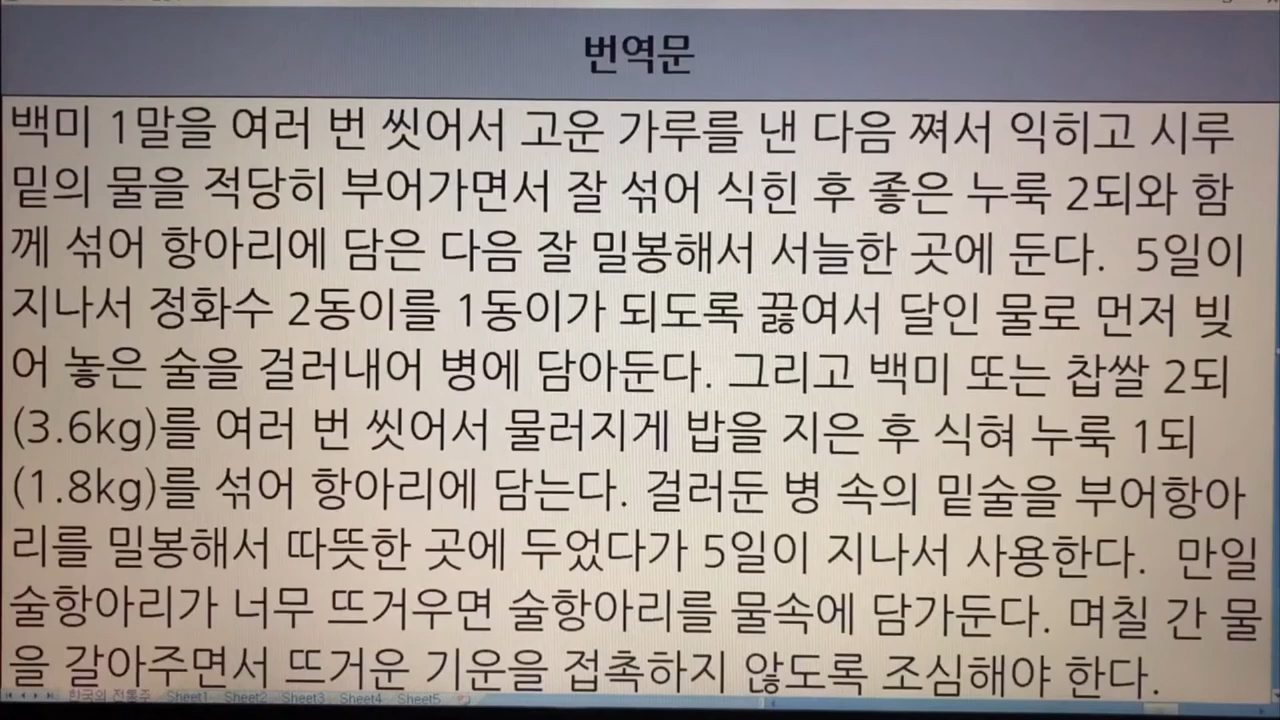 번역문
백미 1말을 여러 번 씻어서 고운 가루를 낸 다음 쪄서 익히고 시루
밑의 물을 적당히 부어가면서 잘 섞어 식힌 후 좋은 누룩 2되와 함
께 섞어 항아리에 담은 다음 잘 밀봉해서 서늘한 곳에 둔다. 5일이
지나서 정화수 2동이를 1동이가 되도록 끓여서 달인 물로 먼저 빚
어 놓은 술을 걸러내어 병에 담아둔다. 그리고 백미 또는 찹쌀 2되
(3.6kg)를 여러 번 씻어서 물러지게 밥을 지은 후 식혀 누룩 1되
(1.8kg)를 섞어 항아리에 담는다. 걸러둔 병 속의 밑술을 부어항아
리를 밀봉해서 따뜻한 곳에 두었다가 5일이 지나서 사용한다. 만일
술항아리가 너무 뜨거우면 술항아리를 물속에 담가둔다. 며칠 간 물
을 갈아주면서 뜨거운 기운을 접촉하지 않도록 조심해야 한다.
한국의 전통주 Sheet1 Sheet2 Sheet3 Sheet4 Sheet5